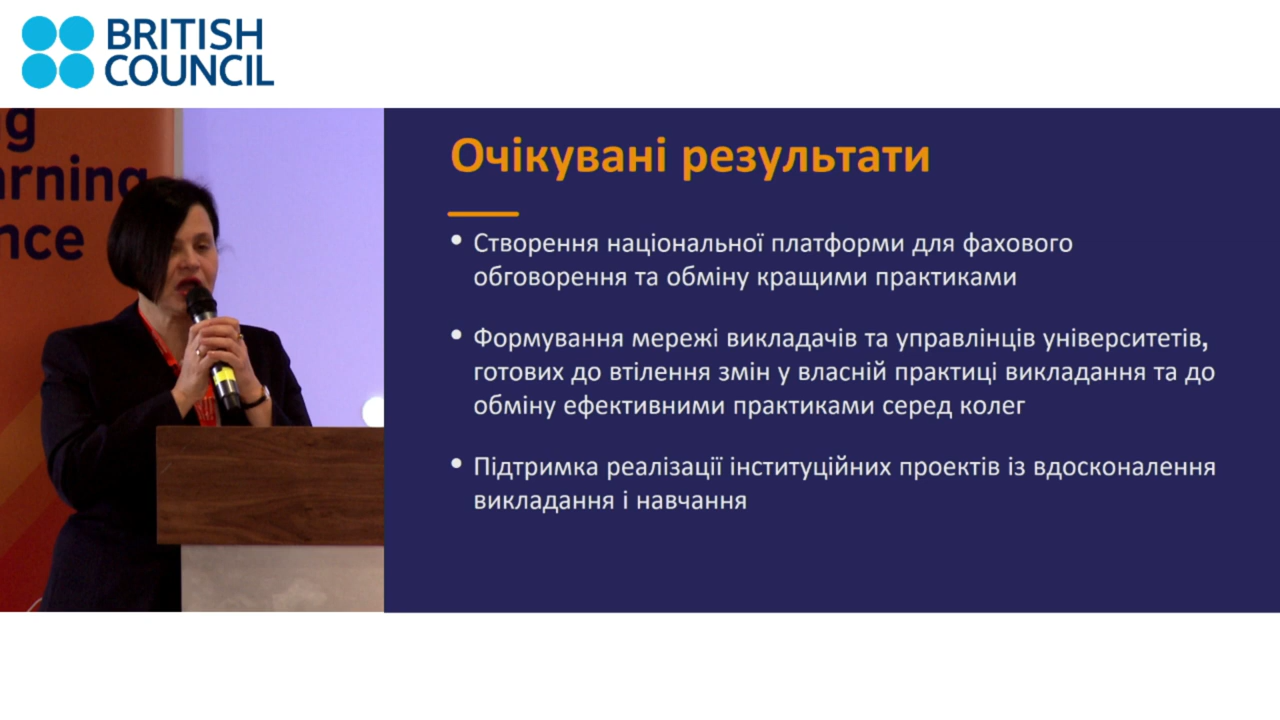 BRITISH
COUNCIL
Очікувані результати
• Створення національної платформи для фахового
обговорення та обміну кращими практиками
• Формування мережі викладачів та управлінців університетів,
готових до втілення змін у власній практиці викладання та до
обміну ефективними практиками серед колег
• Підтримка реалізації інституційних проектів із вдосконалення
викладання і навчання